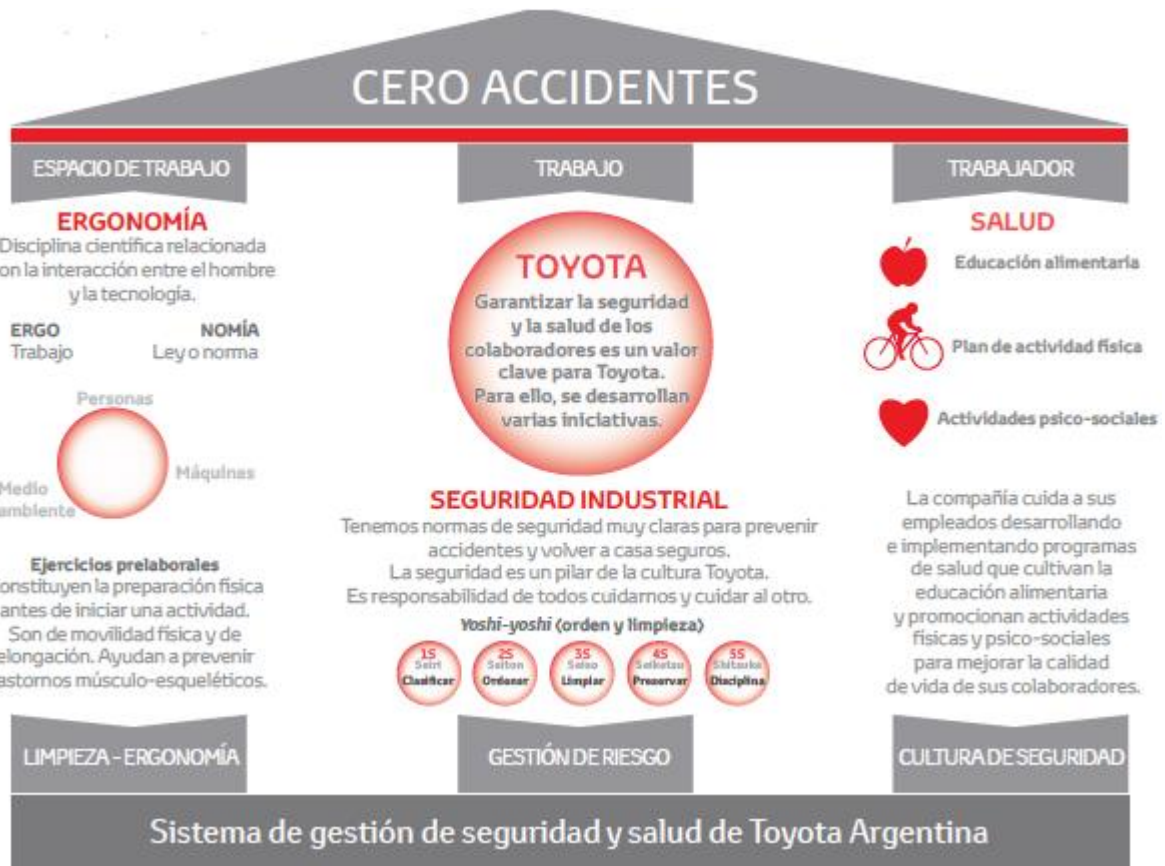 CERO ACCIDENTES
ESPACIO DE TRABAJO
ERGONOMÍA
Disciplina científica relacionada
on la interacción entre el hombre
y la tecnología.
ERGO
NOMÍA
Trabajo
Ley o norma
Personas
Máquinas
Medio
ambiente
Ejercicios prelaborales
onstituyen la preparación física
antes de iniciar una actividad.
Son de movilidad física y de
elongación. Ayudan a prevenir
astornos músculo-esqueléticos.
LIMPIEZA - ERGONOMÍA
TRABAJO
TOYOTA
Garantizar la seguridad
y la salud de los
colaboradores es un valor
clave para Toyota.
Para ello, se desarrollan
varias iniciativas.
SEGURIDAD INDUSTRIAL
Tenemos normas de seguridad muy claras para prevenir
accidentes y volver a casa seguros.
La seguridad es un pilar de la cultura Toyota.
Es responsabilidad de todos cuidarnos y cuidar al otro.
Yoshi-yoshi (orden y limpieza)
1S
Seiri
Clasificar
2S
Seiton
Ordenar
3S
Seiso
Limpiar
4S
Seiketsu
Preservar
5S
Shitsuke
Disciplina
GESTIÓN DE RIESGO
TRABAJADOR
SALUD
Educación alimentaria
Plan de actividad física
Actividades psico-sociales
La compañía cuida a sus
empleados desarrollando
e implementando programas
de salud que cultivan la
educación alimentaria
y promocionan actividades
físicas y psico-sociales
para mejorar la calidad
de vida de sus colaboradores.
CULTURA DE SEGURIDAD
Sistema de gestión de seguridad y salud de Toyota Argentina